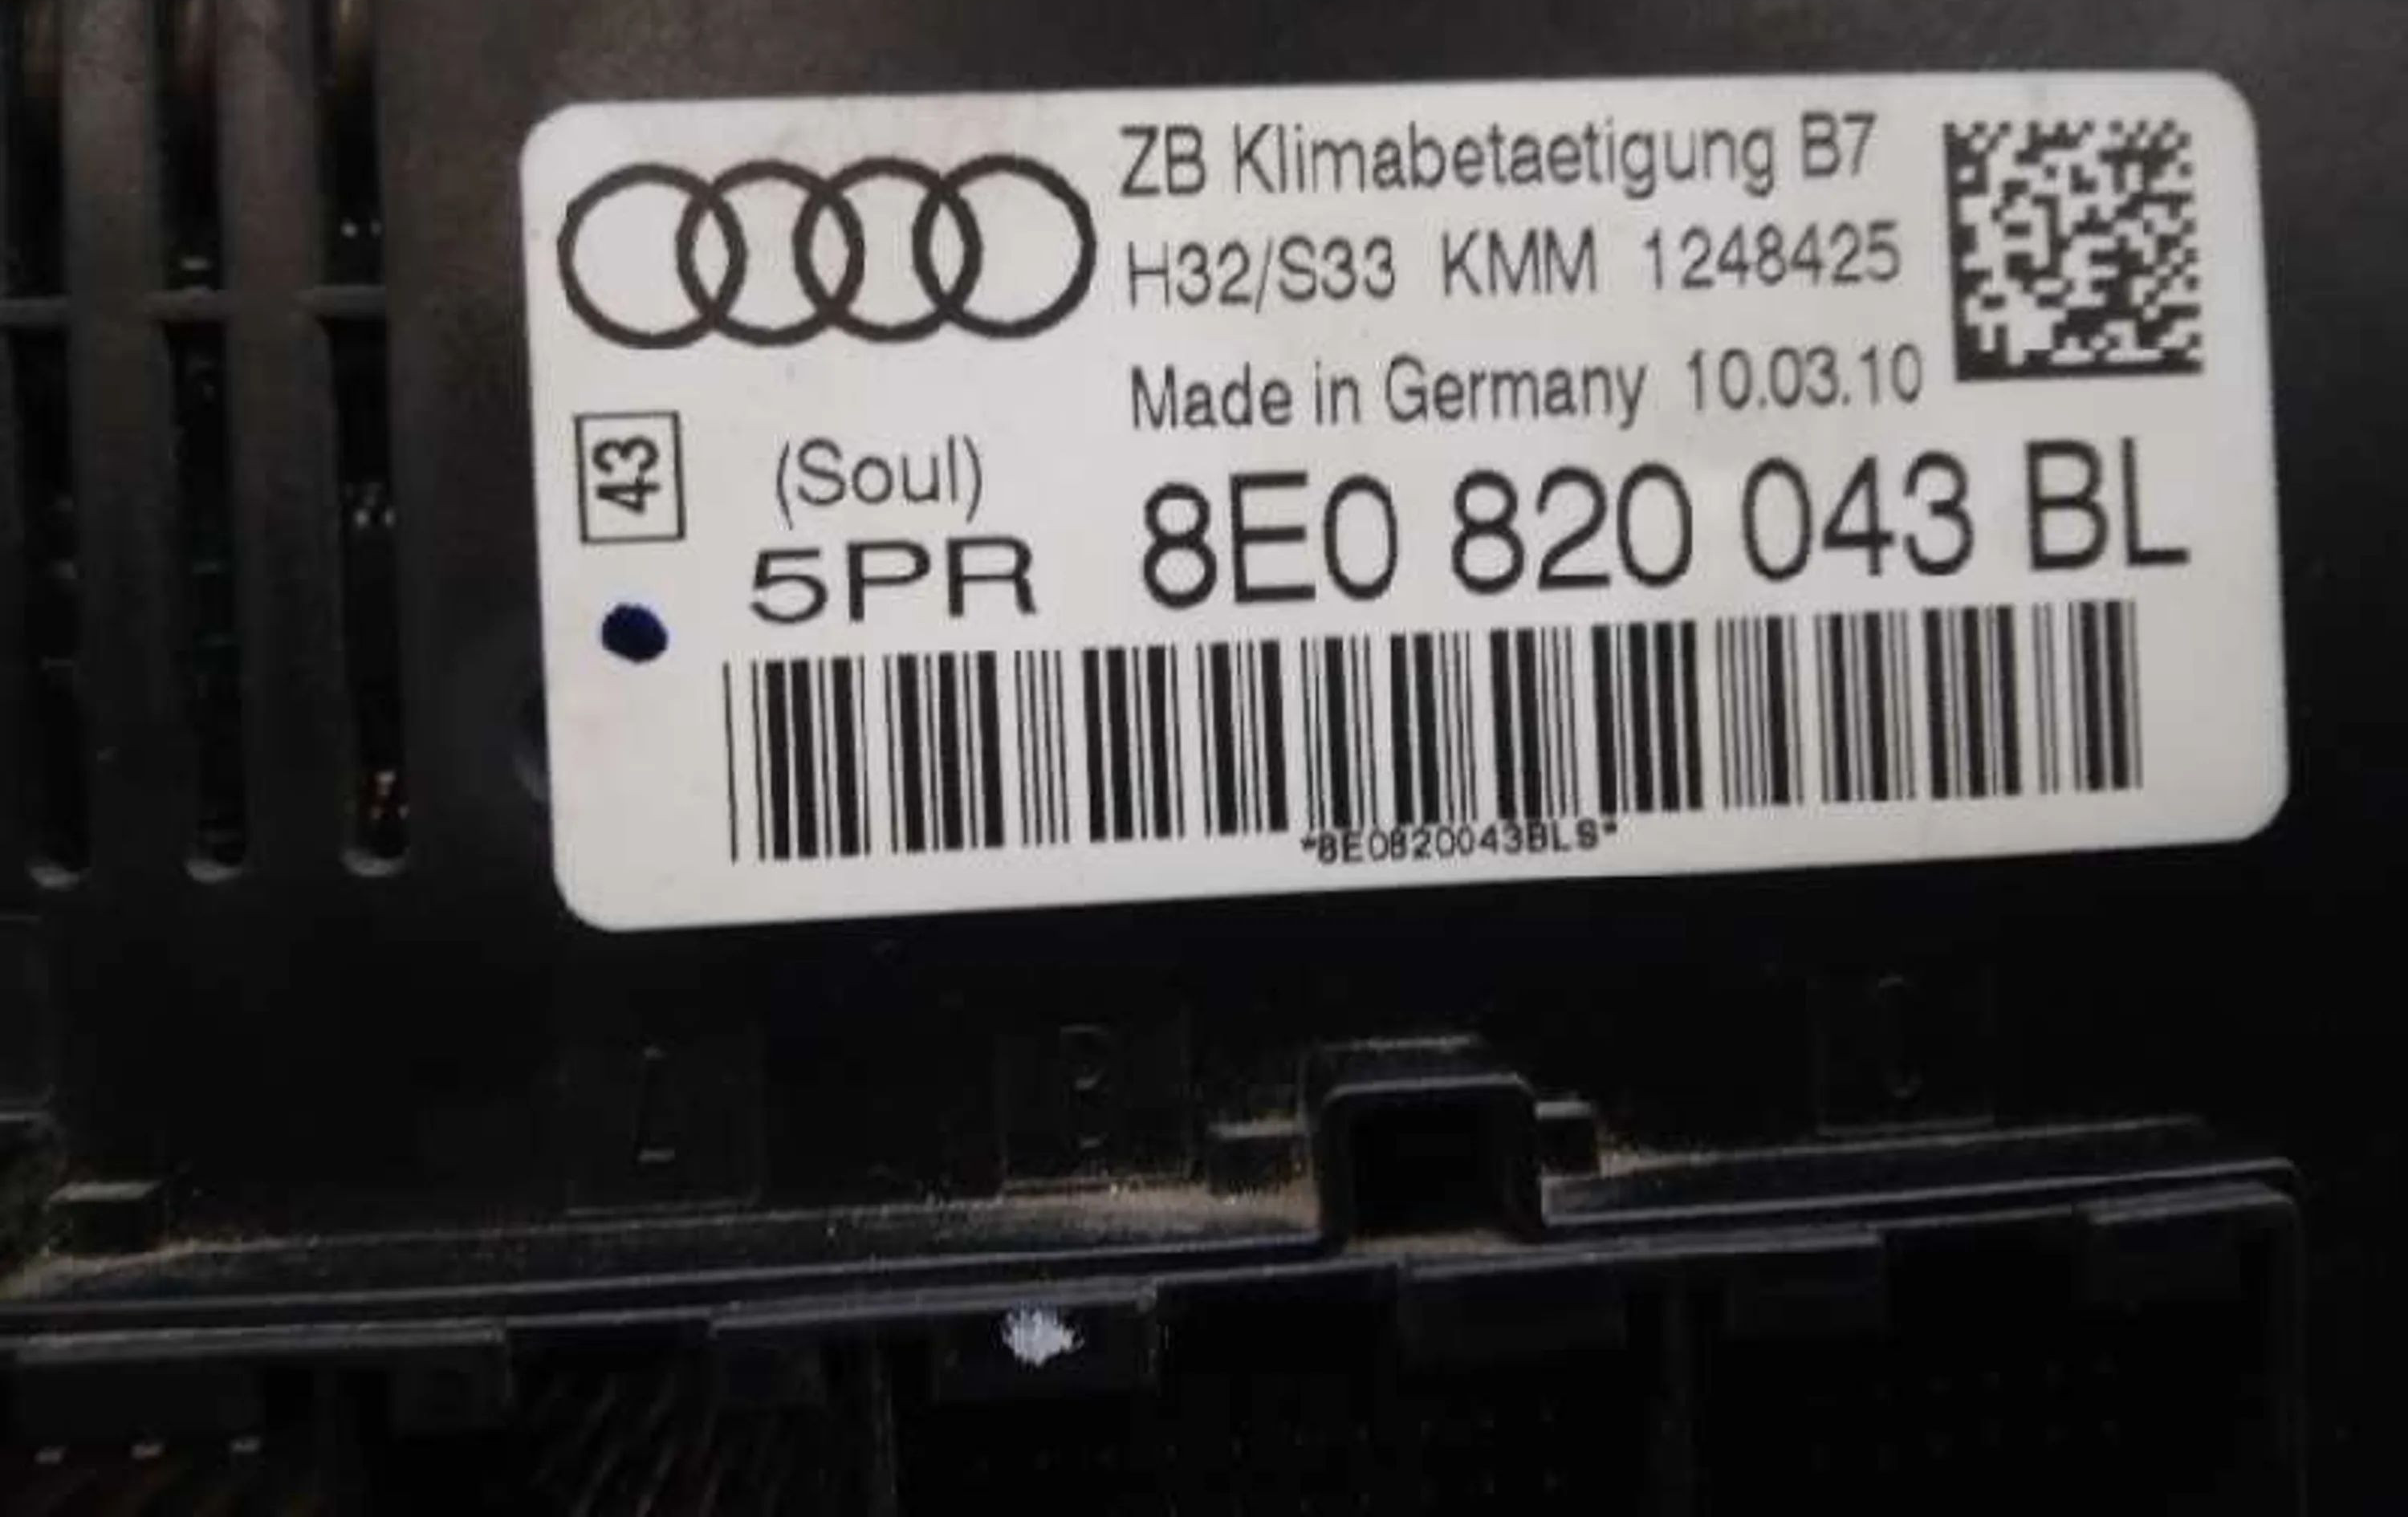 ZB Klimabetaetigung B7
H32/S33 KMM 1248425
Made in Germany 10.03.10
43
(Soul)
5PR 8E0 820 043 BL
*8E0820043BLS*